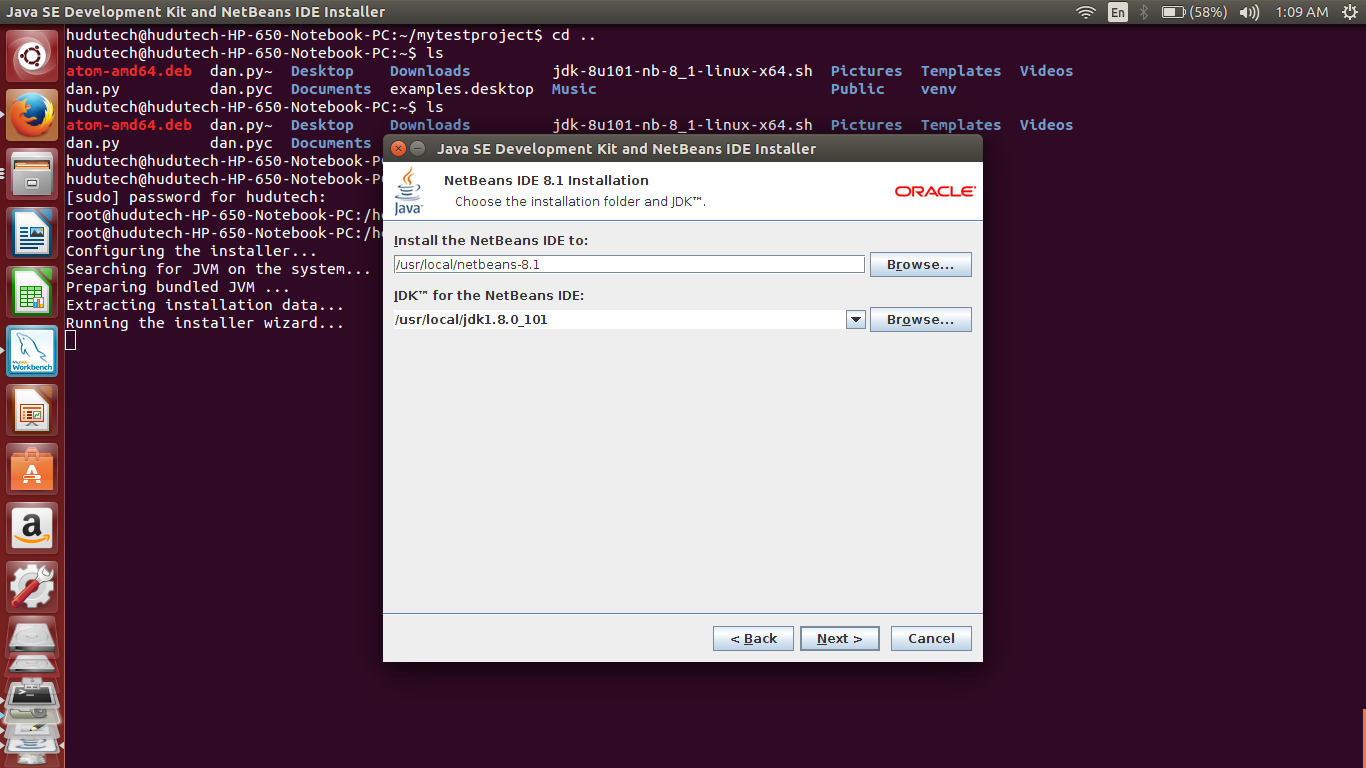 Java SE Development Kit and NetBeans IDE Installer En (58%) 1:09 AM
hudutech@hudutech-HP-650-Notebook-PC:~/mytestproject$ cd ..
hudutech@hudutech-HP-650-Notebook-PC:~$ ls
atom-amd64.deb dan.py~ Desktop Downloads jdk-8u101-nb-8_1-linux-x64.sh Pictures Templates Videos
dan.py dan.pyc Documents examples.desktop Music Public venv
hudutech@hudutech-HP-650-Notebook-PC:~$ ls
atom-amd64.deb dan.py~ Desktop Downloads jdk-8u101-nb-8_1-linux-x64.sh Pictures Templates Videos
dan.py dan.pyc Documents
hudutech@hudutech-HP-650-Notebook-PC:~$
hudutech@hudutech-HP-650-Notebook-PC:~$
[sudo] password for hudutech:
root@hudutech-HP-650-Notebook-PC:/h
root@hudutech-HP-650-Notebook-PC:/h
Configuring the installer...
Searching for JVM on the system...
Preparing bundled JVM ...
Extracting installation data...
Running the installer wizard...
Java SE Development Kit and NetBeans IDE Installer
NetBeans IDE 8.1 Installation
Choose the installation folder and JDK™.
Java™
ORACLE®
Install the NetBeans IDE to:
/usr/local/netbeans-8.1 Browse...
JDK™ for the NetBeans IDE:
/usr/local/jdk1.8.0_101 Browse...
< Back Next > Cancel
Workbench